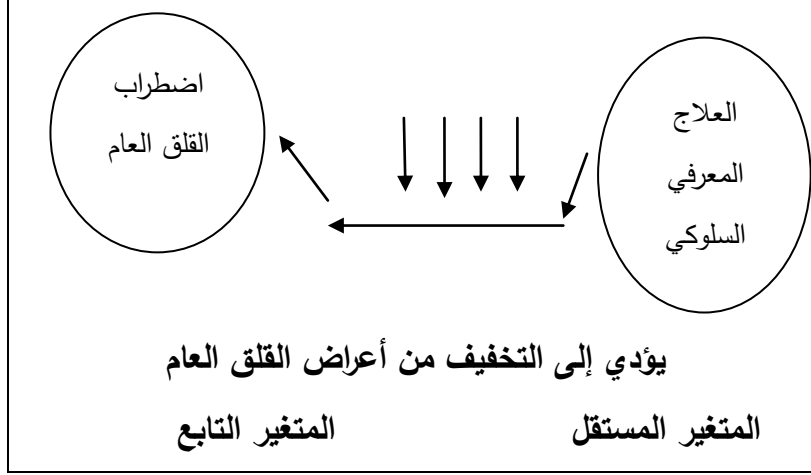 العلاج
المعرفي
السلوكي
اضطراب
القلق العام
يؤدي إلى التخفيف من أعراض القلق العام
المتغير المستقل
المتغير التابع